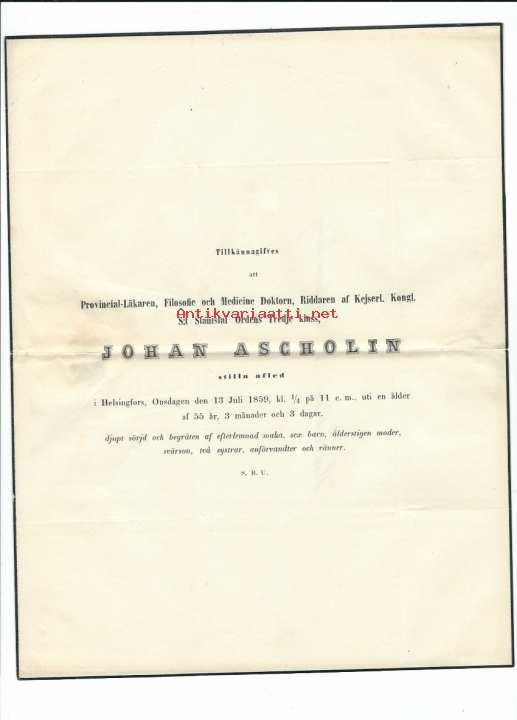 Tillkännagifves
att
Provincial-Läkaren, Filosofie och Medicine Doktorn, Riddaren af Kejserl. Kongl.
Antikvariaatti.net
S:t Stanislai Ordens Tredje klass,
JOHAN ASCHOLIN
stilla afled
i Helsingfors, Onsdagen den 13 Juli 1859, kl. 1/4 på 11 e. m., uti en ålder
af 55 år, 3 månader och 3 dagar.
djupt sörjd och begråten af efterlemnad maka, sex barn, ålderstigen moder,
svärson, två systrar, anförvandter och vänner.
S. B. U.